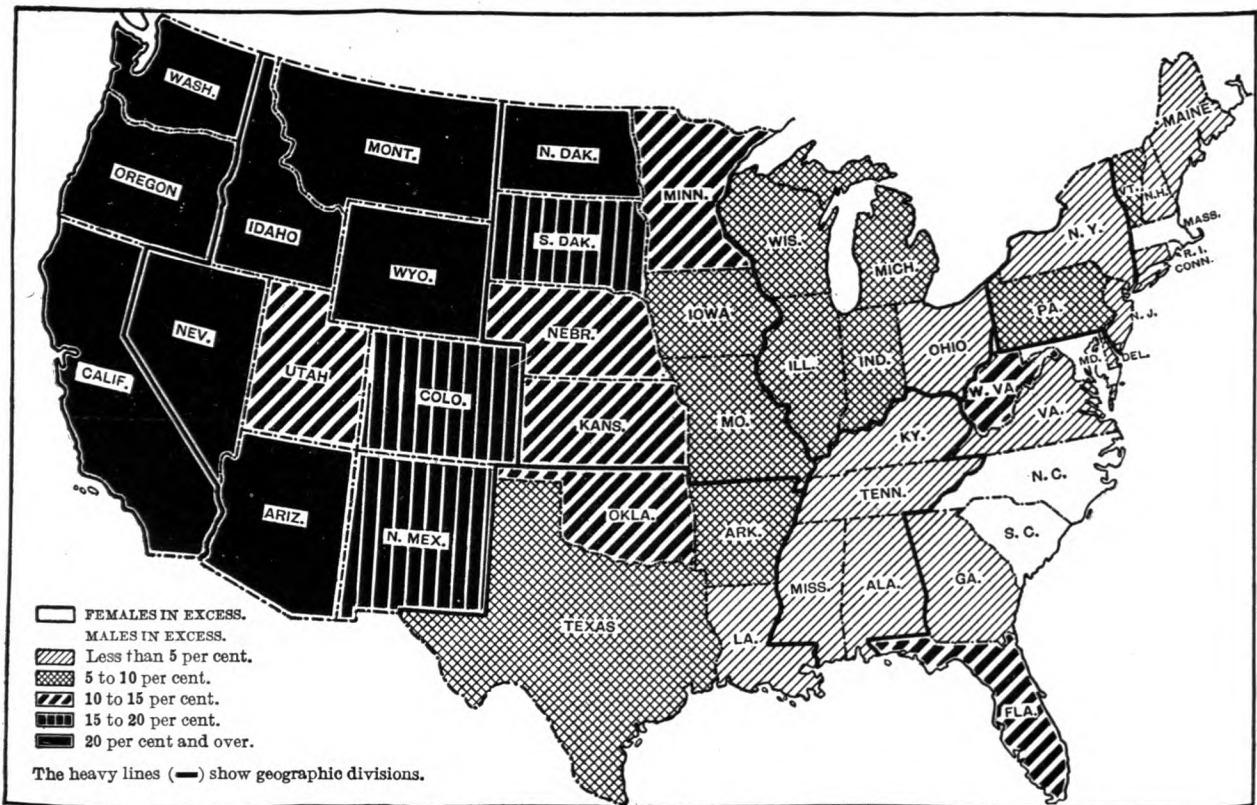 WASH.
MONT.
N. DAK.
MINN.
MAINE
OREGON
IDAHO
S. DAK.
WIS.
VT.
N.H.
WYO.
MICH.
N. Y.
MASS.
R. I.
CONN.
NEV.
NEBR.
IOWA
PA.
N. J.
CALIF.
UTAH
COLO.
ILL.
IND.
OHIO
MD.
DEL.
KANS.
MO.
W. VA.
VA.
KY.
N. C.
ARIZ.
N. MEX.
OKLA.
ARK.
TENN.
S. C.
MISS.
ALA.
GA.
TEXAS
LA.
FLA.
FEMALES IN EXCESS.
MALES IN EXCESS.
Less than 5 per cent.
5 to 10 per cent.
10 to 15 per cent.
15 to 20 per cent.
20 per cent and over.
The heavy lines (▬) show geographic divisions.